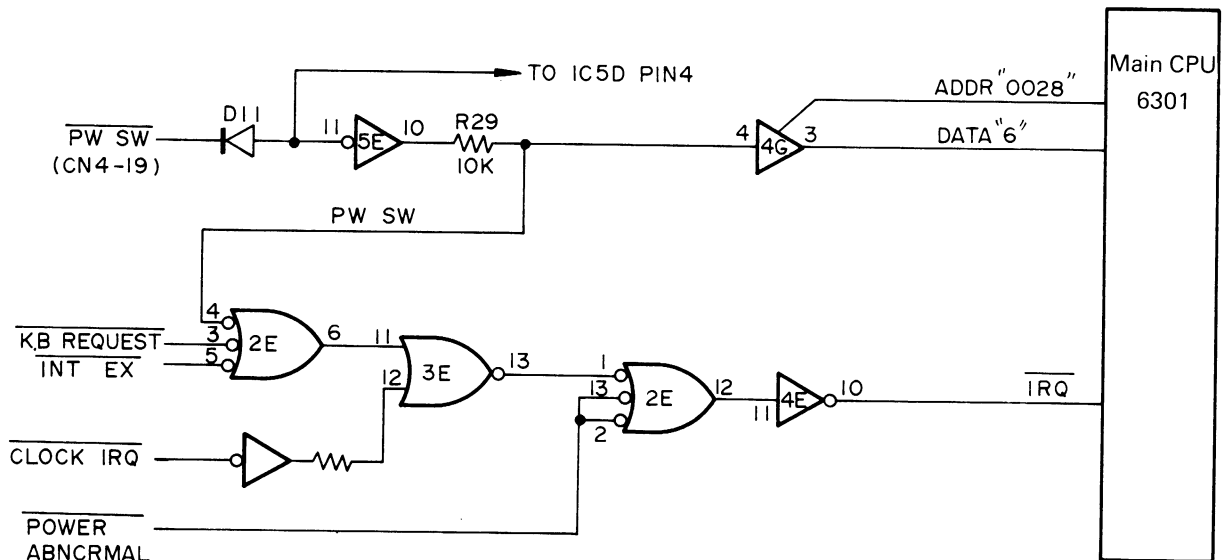 Main CPU
6301
TO IC5D PIN4
ADDR "0028"
D11
PW SW
(CN4-19)
11
5E
10
R29
10K
4
4G
3
DATA "6"
PW SW
4
K.B REQUEST
3
2E
6
INT EX
5
11
12
3E
13
1
13
2
2E
12
11
4E
10
IRQ
CLOCK IRQ
POWER
ABNCRMAL